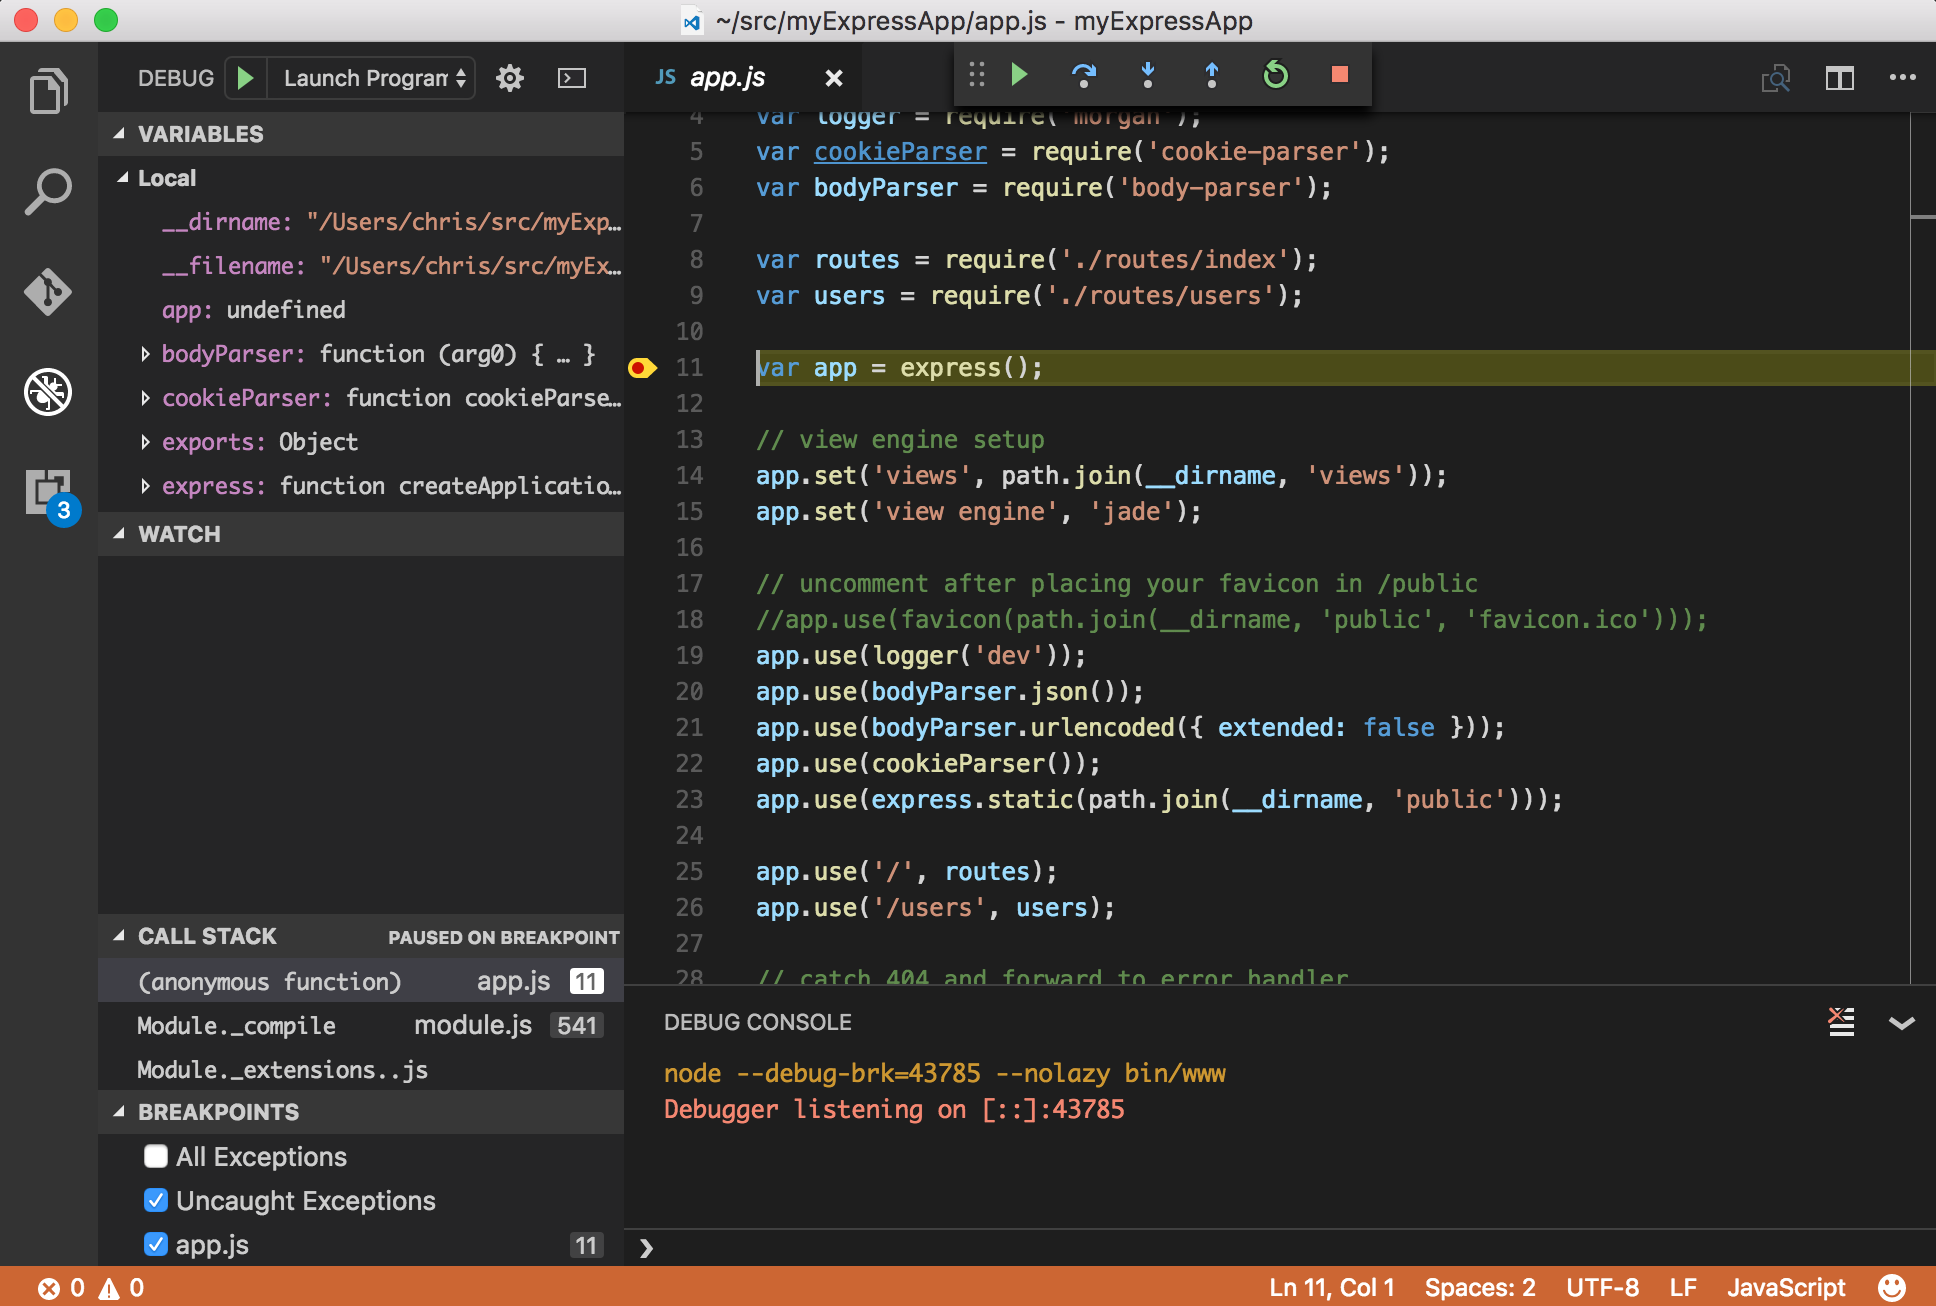 ~/src/myExpressApp/app.js - myExpressApp
DEBUG Launch Program
JS app.js
VARIABLES
Local
__dirname: "/Users/chris/src/myExp…
__filename: "/Users/chris/src/myEx…
app: undefined
bodyParser: function (arg0) { … }
cookieParser: function cookieParse…
exports: Object
express: function createApplicatio…
WATCH
CALL STACK PAUSED ON BREAKPOINT
(anonymous function) app.js 11
Module._compile module.js 541
Module._extensions..js
BREAKPOINTS
All Exceptions
Uncaught Exceptions
app.js 11
3
4 var logger = require('morgan');
5 var cookieParser = require('cookie-parser');
6 var bodyParser = require('body-parser');
7
8 var routes = require('./routes/index');
9 var users = require('./routes/users');
10
11 var app = express();
12
13 // view engine setup
14 app.set('views', path.join(__dirname, 'views'));
15 app.set('view engine', 'jade');
16
17 // uncomment after placing your favicon in /public
18 //app.use(favicon(path.join(__dirname, 'public', 'favicon.ico')));
19 app.use(logger('dev'));
20 app.use(bodyParser.json());
21 app.use(bodyParser.urlencoded({ extended: false }));
22 app.use(cookieParser());
23 app.use(express.static(path.join(__dirname, 'public')));
24
25 app.use('/', routes);
26 app.use('/users', users);
27
28 // catch 404 and forward to error handler
DEBUG CONSOLE
node --debug-brk=43785 --nolazy bin/www
Debugger listening on [::]:43785
0 0
Ln 11, Col 1 Spaces: 2 UTF-8 LF JavaScript